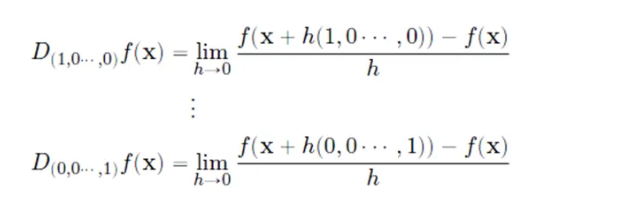 $D_{(1,0\cdots,0)}f(\mathbf{x}) = \lim_{h \to 0} \frac{f(\mathbf{x} + h(1,0\cdots,0)) - f(\mathbf{x})}{h}$
$\vdots$
$D_{(0,0\cdots,1)}f(\mathbf{x}) = \lim_{h \to 0} \frac{f(\mathbf{x} + h(0,0\cdots,1)) - f(\mathbf{x})}{h}$